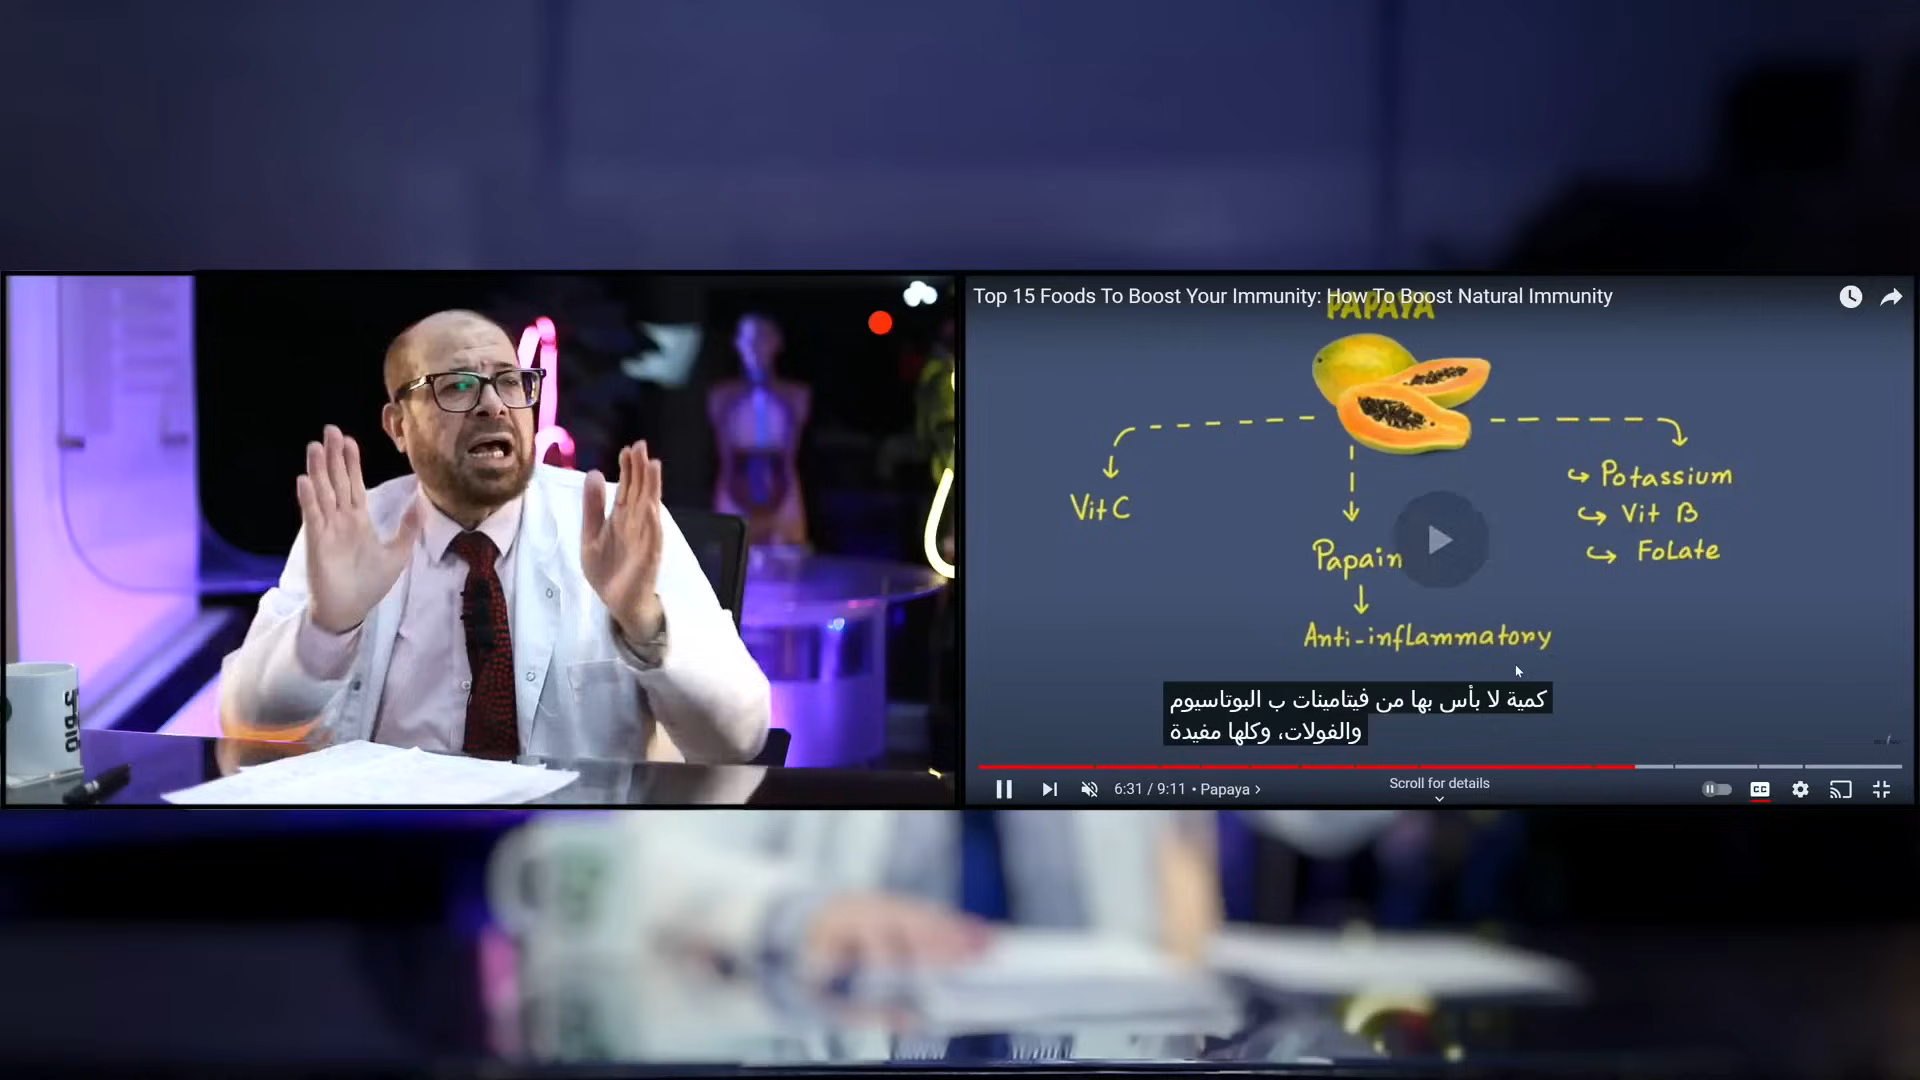 Top 15 Foods To Boost Your Immunity: How To Boost Natural Immunity
PAPAYA
Vit C
Papain
Anti-inflammatory
Potassium
Vit B
Folate
كمية لا بأس بها من فيتامينات ب البوتاسيوم
والفولات، وكلها مفيدة
6:31 / 9:11 • Papaya ›
Scroll for details
CC